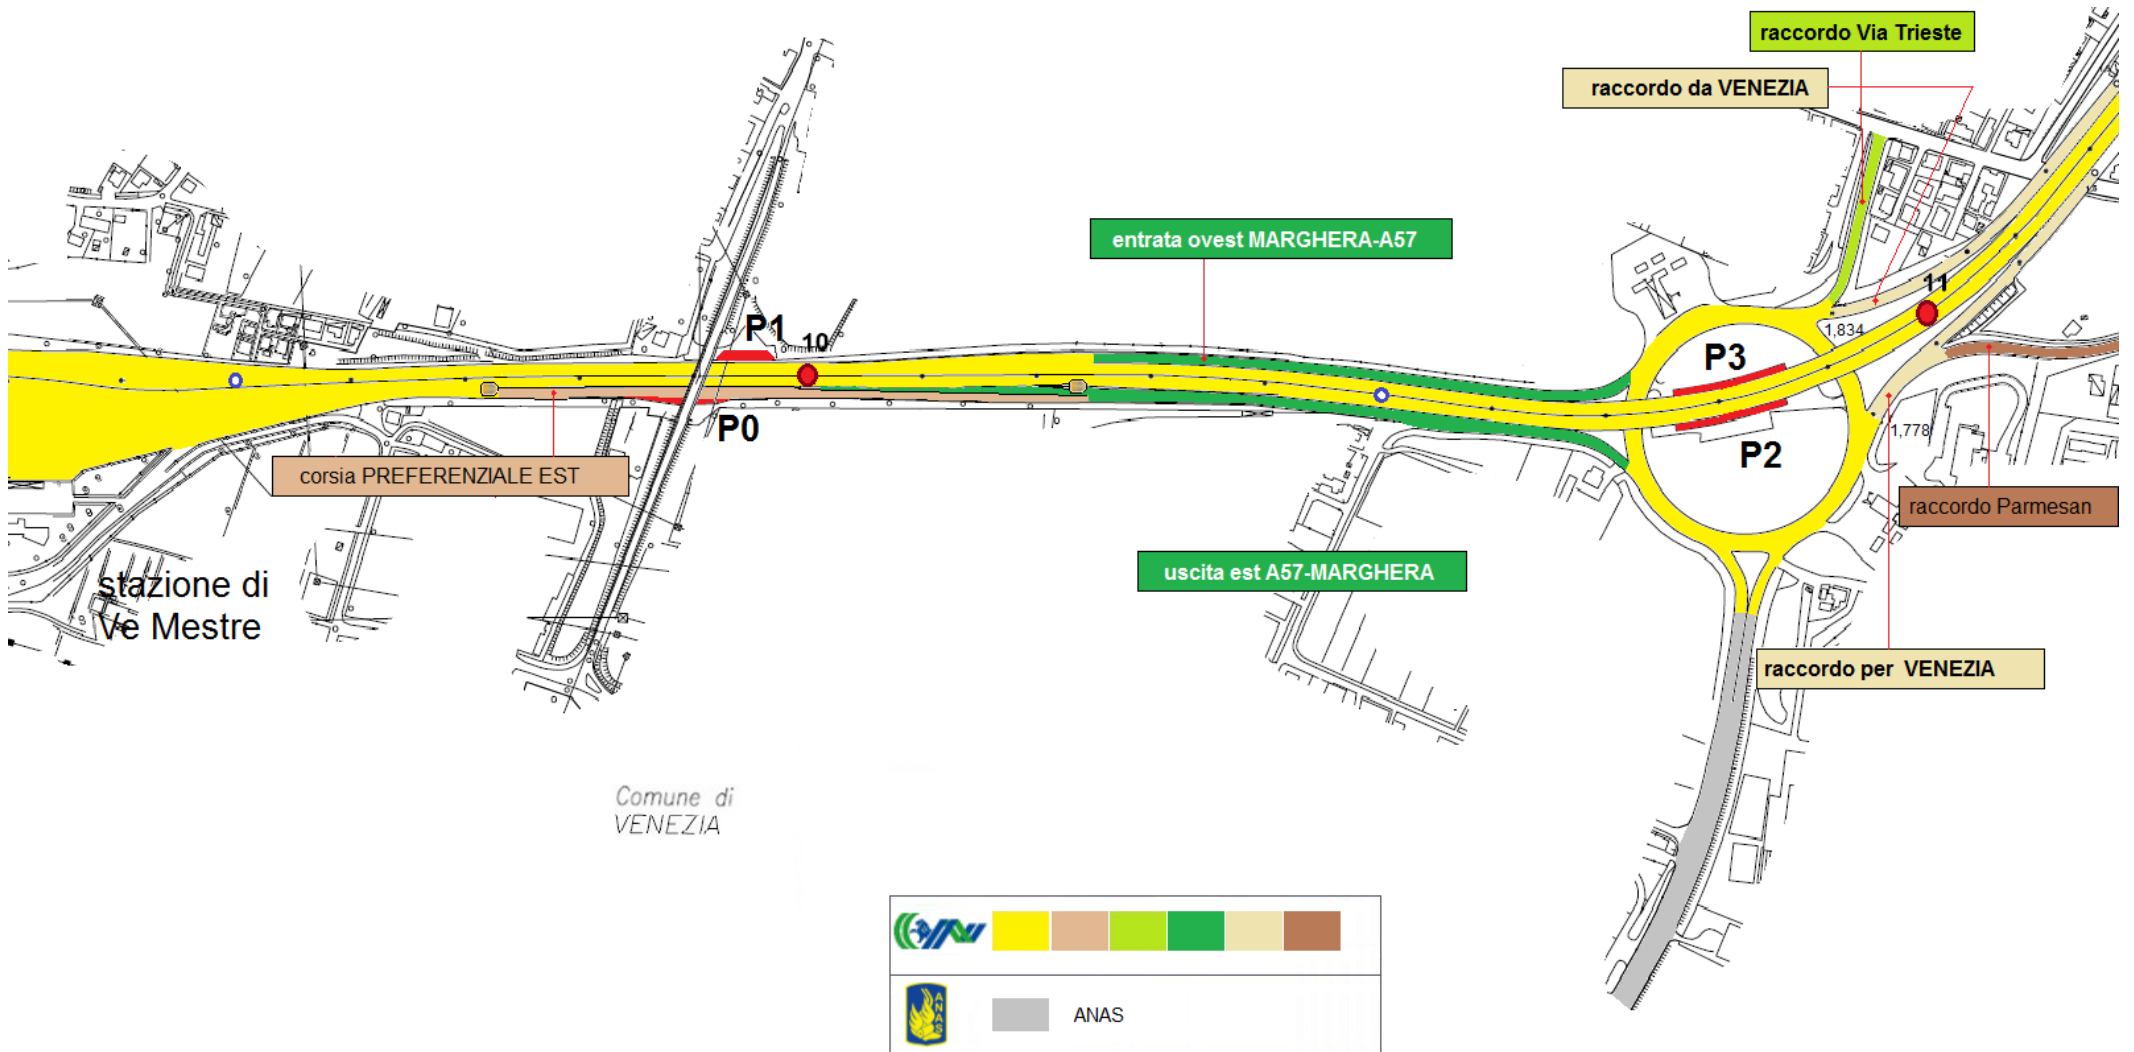 raccordo Via Trieste
raccordo da VENEZIA
entrata ovest MARGHERA-A57
11
P1
10
1,834
P3
P0
1,778
P2
corsia PREFERENZIALE EST
raccordo Parmesan
uscita est A57-MARGHERA
stazione di
Ve Mestre
raccordo per VENEZIA
Comune di
VENEZIA
ANAS
ANAS